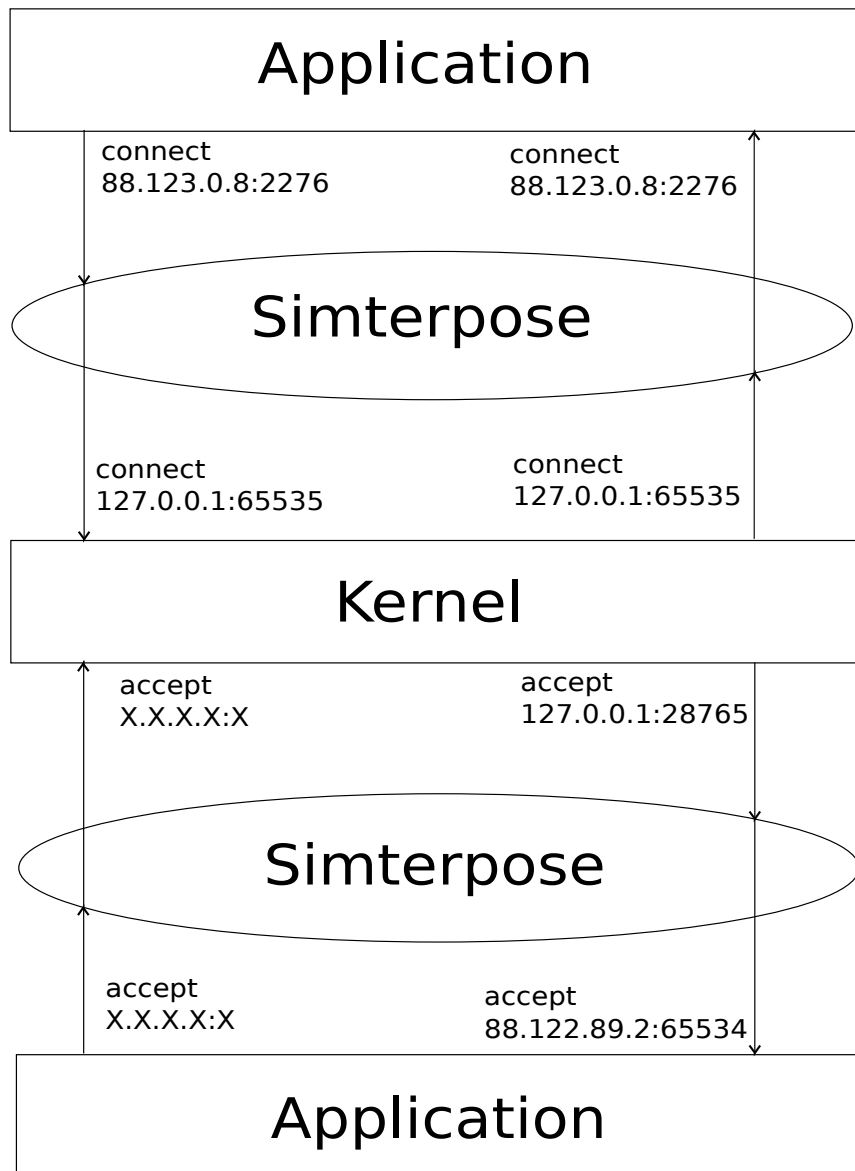 Application
connect
88.123.0.8:2276
connect
88.123.0.8:2276
Simterpose
connect
127.0.0.1:65535
connect
127.0.0.1:65535
Kernel
accept
X.X.X.X:X
accept
127.0.0.1:28765
Simterpose
accept
X.X.X.X:X
accept
88.122.89.2:65534
Application